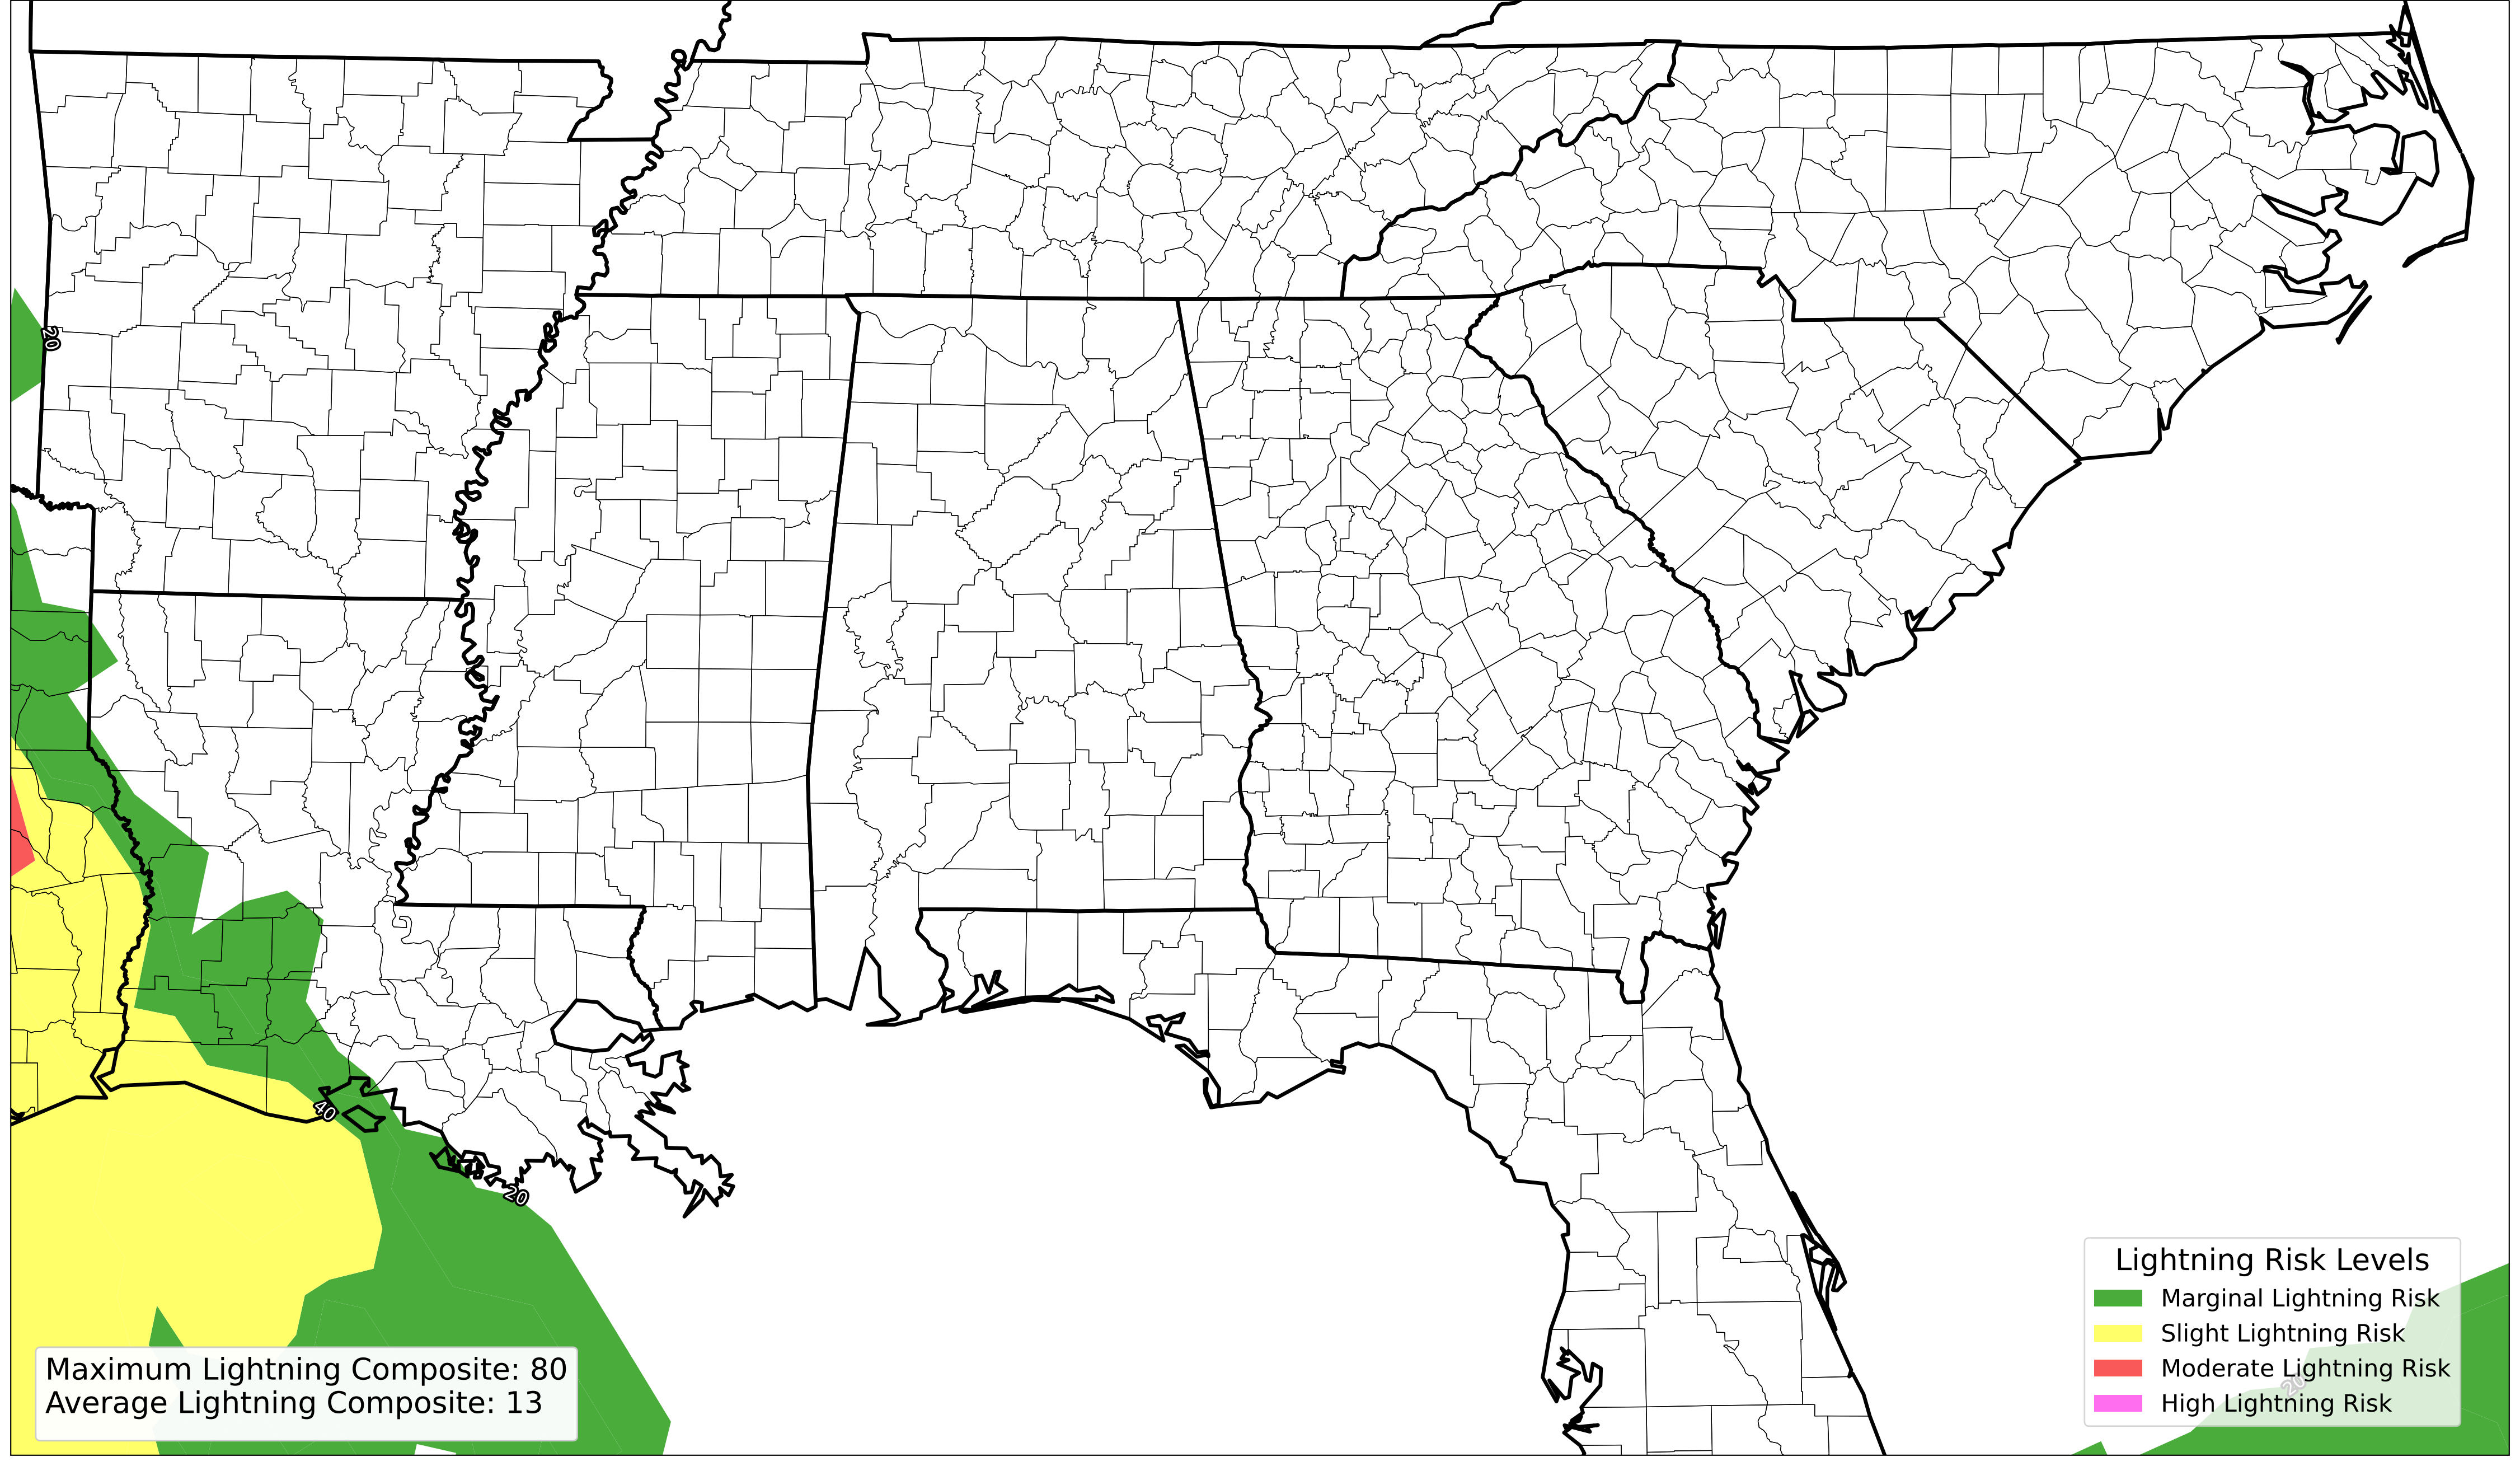 20
40
20
Maximum Lightning Composite: 80
Average Lightning Composite: 13
Lightning Risk Levels
Marginal Lightning Risk
Slight Lightning Risk
Moderate Lightning Risk
High Lightning Risk
20